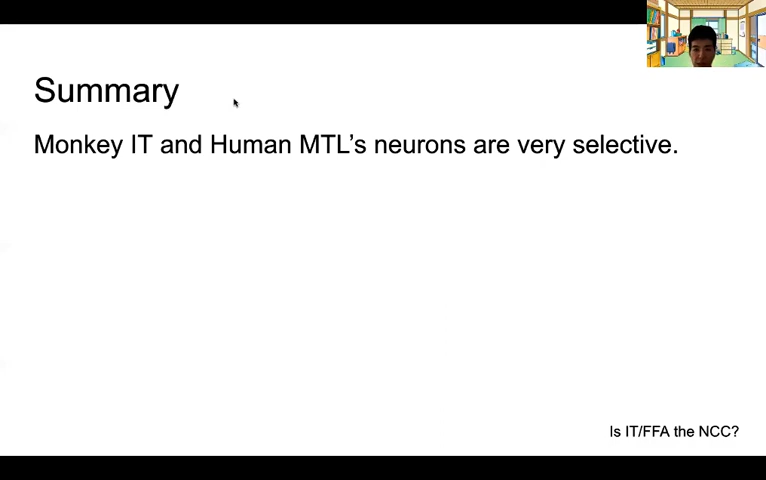 Summary
Monkey IT and Human MTL’s neurons are very selective.
Is IT/FFA the NCC?